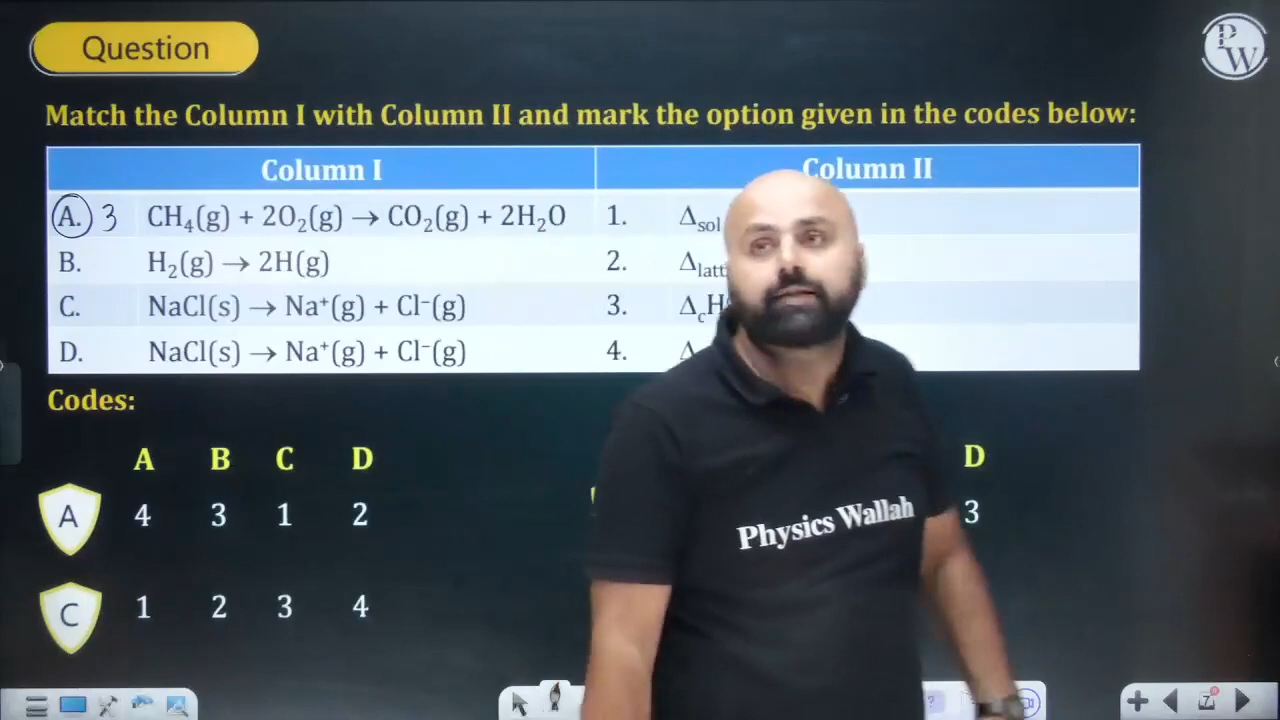 Question
PW
Match the Column I with Column II and mark the option given in the codes below:
Column I Column II
A. 3 CH₄(g) + 2O₂(g) → CO₂(g) + 2H₂O 1. Δsol
B. H₂(g) → 2H(g) 2. Δlatt
C. NaCl(s) → Na⁺(g) + Cl⁻(g) 3. ΔcH
D. NaCl(s) → Na⁺(g) + Cl⁻(g) 4. Δ
Codes:
A B C D D
A 4 3 1 2 3
C 1 2 3 4
Physics Wallah